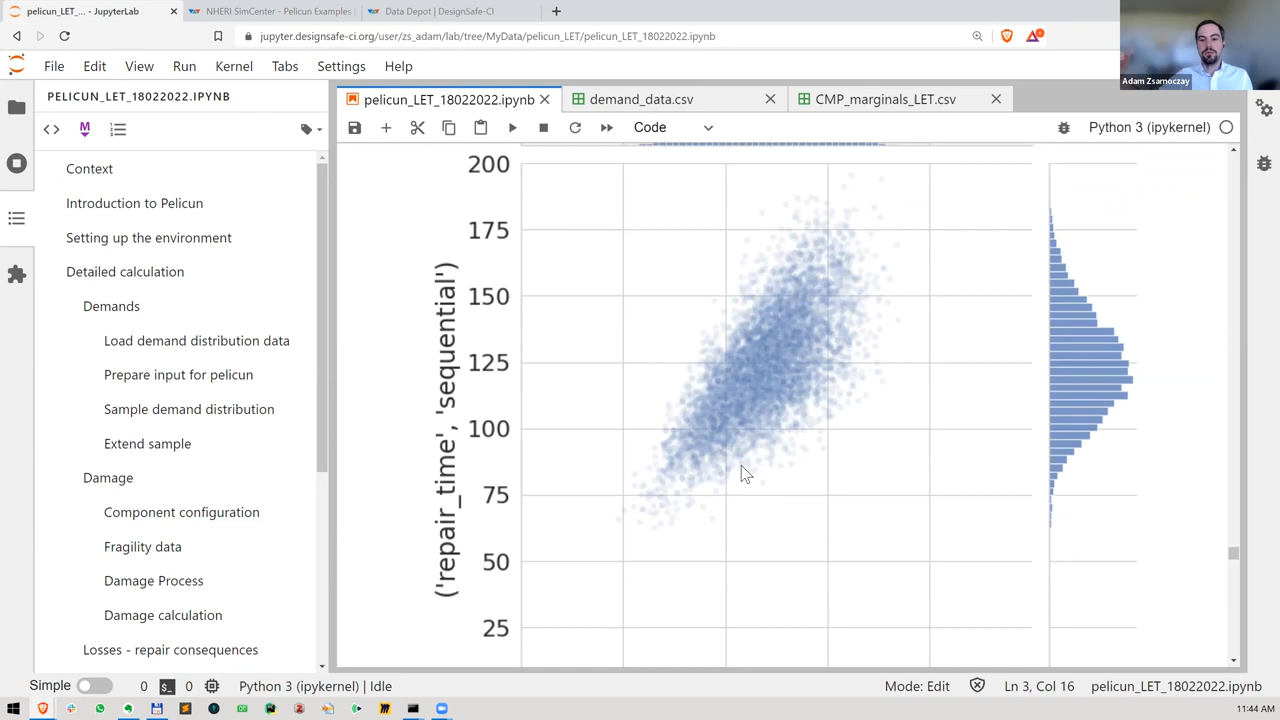 pelicun_LET_... - JupyterLab
NHERI SimCenter - Pelicun Examples
Data Depot | DesignSafe-CI
jupyter.designsafe-ci.org/user/zs_adam/lab/tree/MyData/pelicun_LET/pelicun_LET_18022022.ipynb
Adam Zsarnoczay
File Edit View Run Kernel Tabs Settings Help
PELICUN_LET_18022022.IPYNB
pelicun_LET_18022022.ipynb
demand_data.csv
CMP_marginals_LET.csv
Code
Python 3 (ipykernel)
Context
Introduction to Pelicun
Setting up the environment
Detailed calculation
Demands
Load demand distribution data
Prepare input for pelicun
Sample demand distribution
Extend sample
Damage
Component configuration
Fragility data
Damage Process
Damage calculation
Losses - repair consequences
200
175
150
125
100
75
50
25
('repair_time', 'sequential')
Simple
0
0
Python 3 (ipykernel) | Idle
Mode: Edit
Ln 3, Col 16
pelicun_LET_18022022.ipynb
11:44 AM